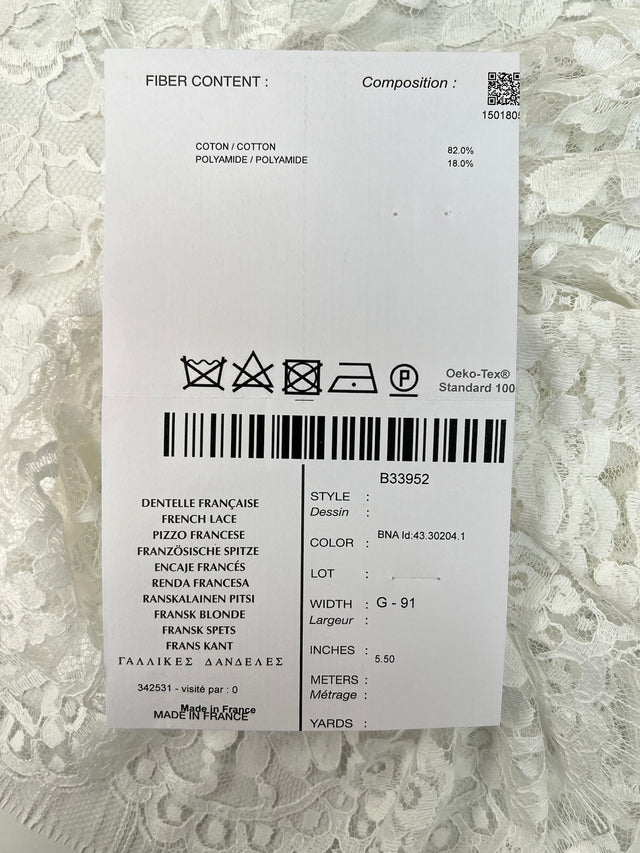 FIBER CONTENT : Composition :
COTON / COTTON 82.0%
POLYAMIDE / POLYAMIDE 18.0%
P
Oeko-Tex®
Standard 100
B33952
DENTELLE FRANÇAISE
FRENCH LACE
PIZZO FRANCESE
FRANZÖSISCHE SPITZE
ENCAJE FRANCÉS
RENDA FRANCESA
RANSKALAINEN PITSI
FRANSK BLONDE
FRANSK SPETS
FRANS KANT
ΓΑΛΛΙΚΕΣ ΔΑΝΔΕΛΕΣ
342531 - visité par : 0
Made in France
MADE IN FRANCE
STYLE :
Dessin :
COLOR : BNA Id:43.30204.1
LOT :
WIDTH : G - 91
Largeur :
INCHES : 5.50
METERS :
Métrage :
YARDS :